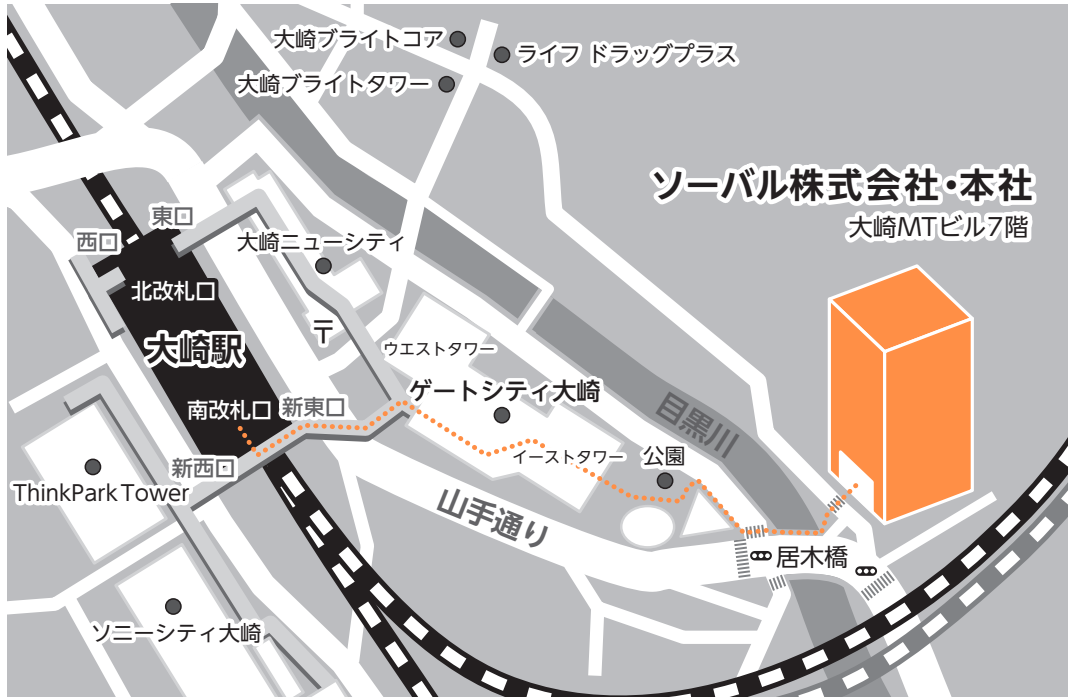 大崎ブライトコア
ライフ ドラッグプラス
大崎ブライトタワー
ソーバル株式会社・本社
大崎MTビル7階
東口
西口
大崎ニューシティ
北改札口
〒
大崎駅
ウエストタワー
ゲートシティ大崎
南改札口
新東口
目黒川
イーストタワー
公園
新西口
ThinkPark Tower
山手通り
居木橋
ソニーシティ大崎